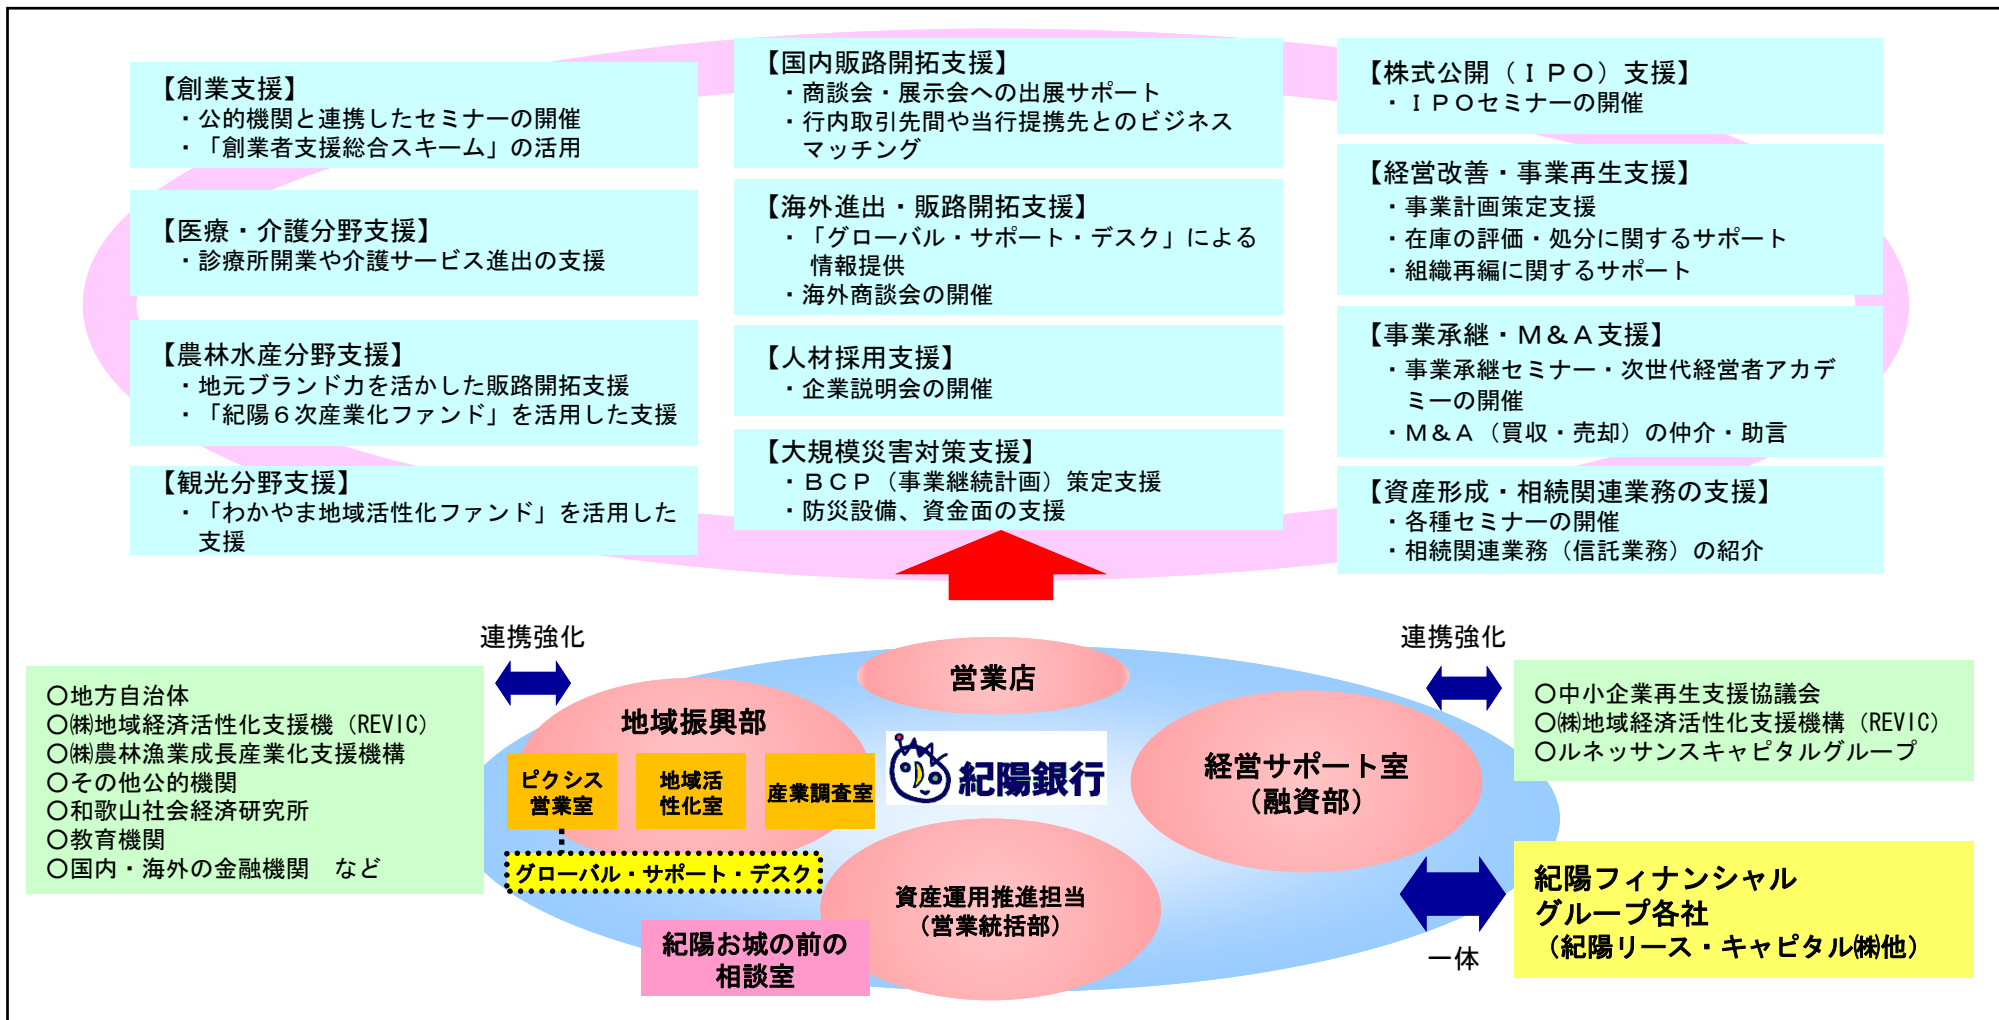 【創業支援】
・公的機関と連携したセミナーの開催
・「創業者支援総合スキーム」の活用
【医療・介護分野支援】
・診療所開業や介護サービス進出の支援
【農林水産分野支援】
・地元ブランド力を活かした販路開拓支援
・「紀陽６次産業化ファンド」を活用した支援
【観光分野支援】
・「わかやま地域活性化ファンド」を活用した
支援
【国内販路開拓支援】
・商談会・展示会への出展サポート
・行内取引先間や当行提携先とのビジネス
マッチング
【海外進出・販路開拓支援】
・「グローバル・サポート・デスク」による
情報提供
・海外商談会の開催
【人材採用支援】
・企業説明会の開催
【大規模災害対策支援】
・ＢＣＰ（事業継続計画）策定支援
・防災設備、資金面の支援
【株式公開（ＩＰＯ）支援】
・ＩＰＯセミナーの開催
【経営改善・事業再生支援】
・事業計画策定支援
・在庫の評価・処分に関するサポート
・組織再編に関するサポート
【事業承継・Ｍ＆Ａ支援】
・事業承継セミナー・次世代経営者アカデ
ミーの開催
・Ｍ＆Ａ（買収・売却）の仲介・助言
【資産形成・相続関連業務の支援】
・各種セミナーの開催
・相続関連業務（信託業務）の紹介
連携強化
○地方自治体
○㈱地域経済活性化支援機（REVIC）
○㈱農林漁業成長産業化支援機構
○その他公的機関
○和歌山社会経済研究所
○教育機関
○国内・海外の金融機関　など
営業店
地域振興部
ピクシス
営業室
地域活
性化室
産業調査室
グローバル・サポート・デスク
紀陽銀行
経営サポート室
（融資部）
資産運用推進担当
（営業統括部）
紀陽お城の前の
相談室
連携強化
○中小企業再生支援協議会
○㈱地域経済活性化支援機構（REVIC）
○ルネッサンスキャピタルグループ
一体
紀陽フィナンシャル
グループ各社
（紀陽リース・キャピタル㈱他）